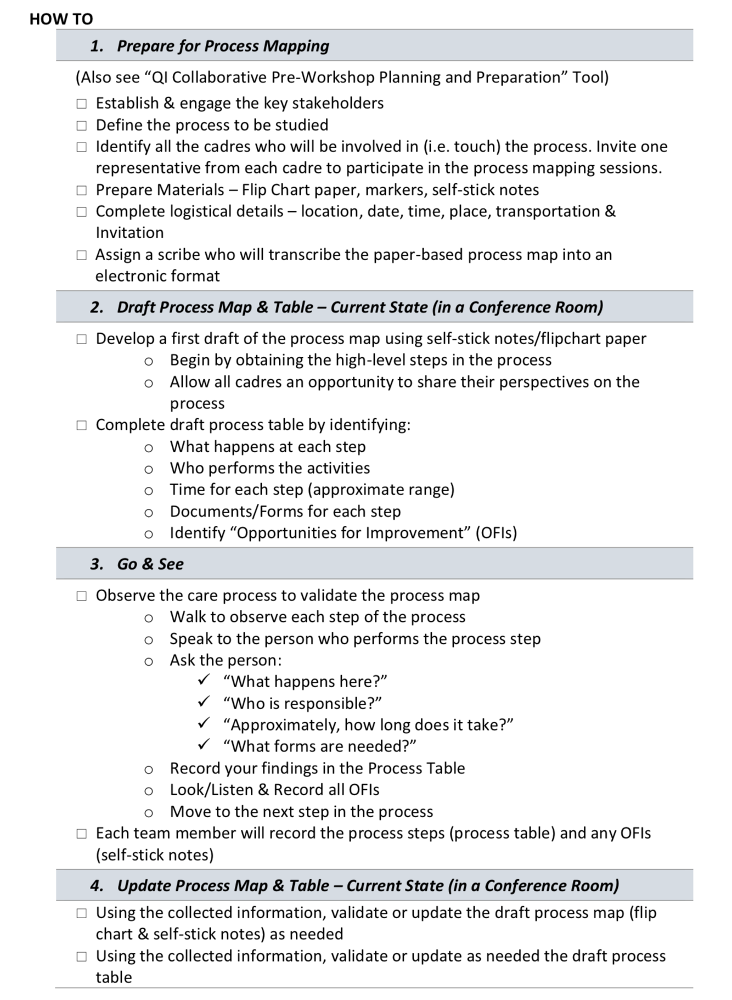 HOW TO
1. Prepare for Process Mapping
(Also see “QI Collaborative Pre-Workshop Planning and Preparation” Tool)
□ Establish & engage the key stakeholders
□ Define the process to be studied
□ Identify all the cadres who will be involved in (i.e. touch) the process. Invite one
representative from each cadre to participate in the process mapping sessions.
□ Prepare Materials – Flip Chart paper, markers, self-stick notes
□ Complete logistical details – location, date, time, place, transportation &
Invitation
□ Assign a scribe who will transcribe the paper-based process map into an
electronic format
2. Draft Process Map & Table – Current State (in a Conference Room)
□ Develop a first draft of the process map using self-stick notes/flipchart paper
o Begin by obtaining the high-level steps in the process
o Allow all cadres an opportunity to share their perspectives on the
process
□ Complete draft process table by identifying:
o What happens at each step
o Who performs the activities
o Time for each step (approximate range)
o Documents/Forms for each step
o Identify “Opportunities for Improvement” (OFIs)
3. Go & See
□ Observe the care process to validate the process map
o Walk to observe each step of the process
o Speak to the person who performs the process step
o Ask the person:
✓ “What happens here?”
✓ “Who is responsible?”
✓ “Approximately, how long does it take?”
✓ “What forms are needed?”
o Record your findings in the Process Table
o Look/Listen & Record all OFIs
o Move to the next step in the process
□ Each team member will record the process steps (process table) and any OFIs
(self-stick notes)
4. Update Process Map & Table – Current State (in a Conference Room)
□ Using the collected information, validate or update the draft process map (flip
chart & self-stick notes) as needed
□ Using the collected information, validate or update as needed the draft process
table